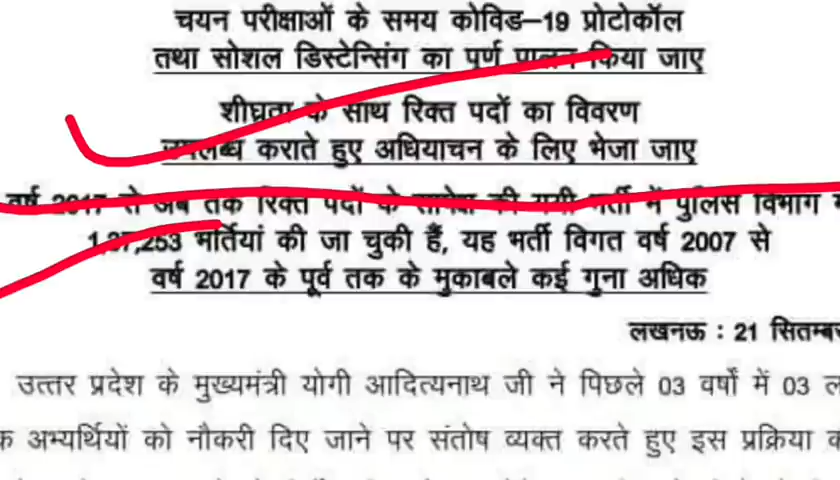 चयन परीक्षाओं के समय कोविड–19 प्रोटोकॉल
तथा सोशल डिस्टेन्सिंग का पूर्ण पालन किया जाए
शीघ्रता के साथ रिक्त पदों का विवरण
उपलब्ध कराते हुए अधियाचन के लिए भेजा जाए
वर्ष 2017 से अब तक रिक्त पदों के सापेक्ष की गयी भर्ती में पुलिस विभाग
1,37,253 भर्तियां की जा चुकी हैं, यह भर्ती विगत वर्ष 2007 से
वर्ष 2017 के पूर्व तक के मुकाबले कई गुना अधिक
लखनऊ : 21 सितम्बर
उत्तर प्रदेश के मुख्यमंत्री योगी आदित्यनाथ जी ने पिछले 03 वर्षों में 03
अभ्यर्थियों को नौकरी दिए जाने पर संतोष व्यक्त करते हुए इस प्रक्रिया